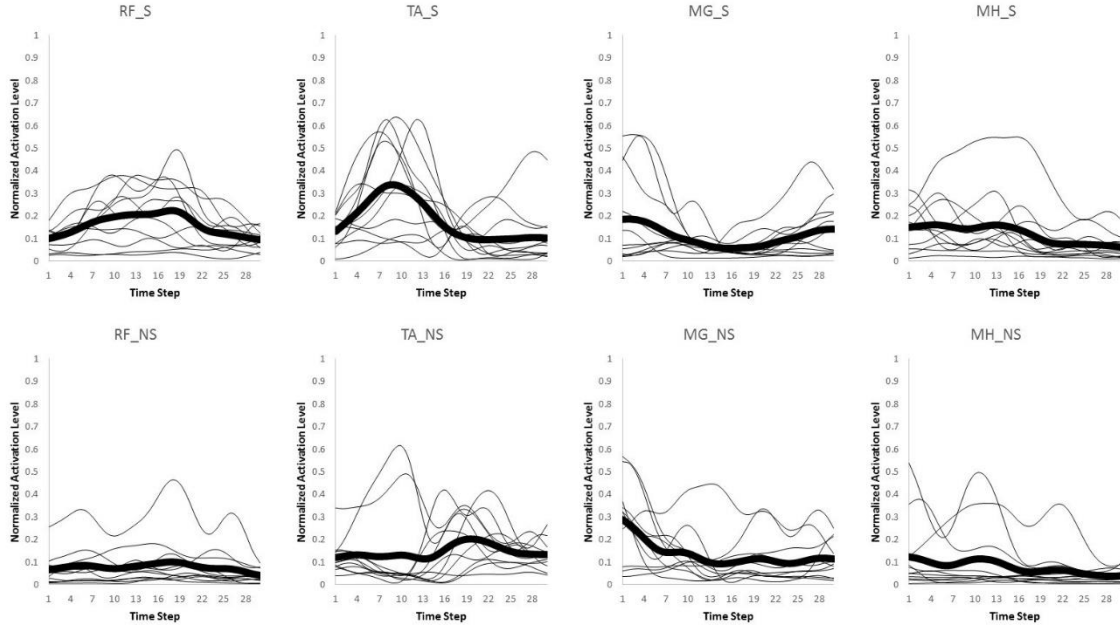 RF_S
Normalized Activation Level
1
0.9
0.8
0.7
0.6
0.5
0.4
0.3
0.2
0.1
0
1 4 7 10 13 16 19 22 25 28
Time Step
TA_S
Normalized Activation Level
1
0.9
0.8
0.7
0.6
0.5
0.4
0.3
0.2
0.1
0
1 4 7 10 13 16 19 22 25 28
Time Step
MG_S
Normalized Activation Level
1
0.9
0.8
0.7
0.6
0.5
0.4
0.3
0.2
0.1
0
1 4 7 10 13 16 19 22 25 28
Time Step
MH_S
Normalized Activation Level
1
0.9
0.8
0.7
0.6
0.5
0.4
0.3
0.2
0.1
0
1 4 7 10 13 16 19 22 25 28
Time Step
RF_NS
Normalized Activation Level
1
0.9
0.8
0.7
0.6
0.5
0.4
0.3
0.2
0.1
0
1 4 7 10 13 16 19 22 25 28
Time Step
TA_NS
Normalized Activation Level
1
0.9
0.8
0.7
0.6
0.5
0.4
0.3
0.2
0.1
0
1 4 7 10 13 16 19 22 25 28
Time Step
MG_NS
Normalized Activation Level
1
0.9
0.8
0.7
0.6
0.5
0.4
0.3
0.2
0.1
0
1 4 7 10 13 16 19 22 25 28
Time Step
MH_NS
Normalized Activation Level
1
0.9
0.8
0.7
0.6
0.5
0.4
0.3
0.2
0.1
0
1 4 7 10 13 16 19 22 25 28
Time Step